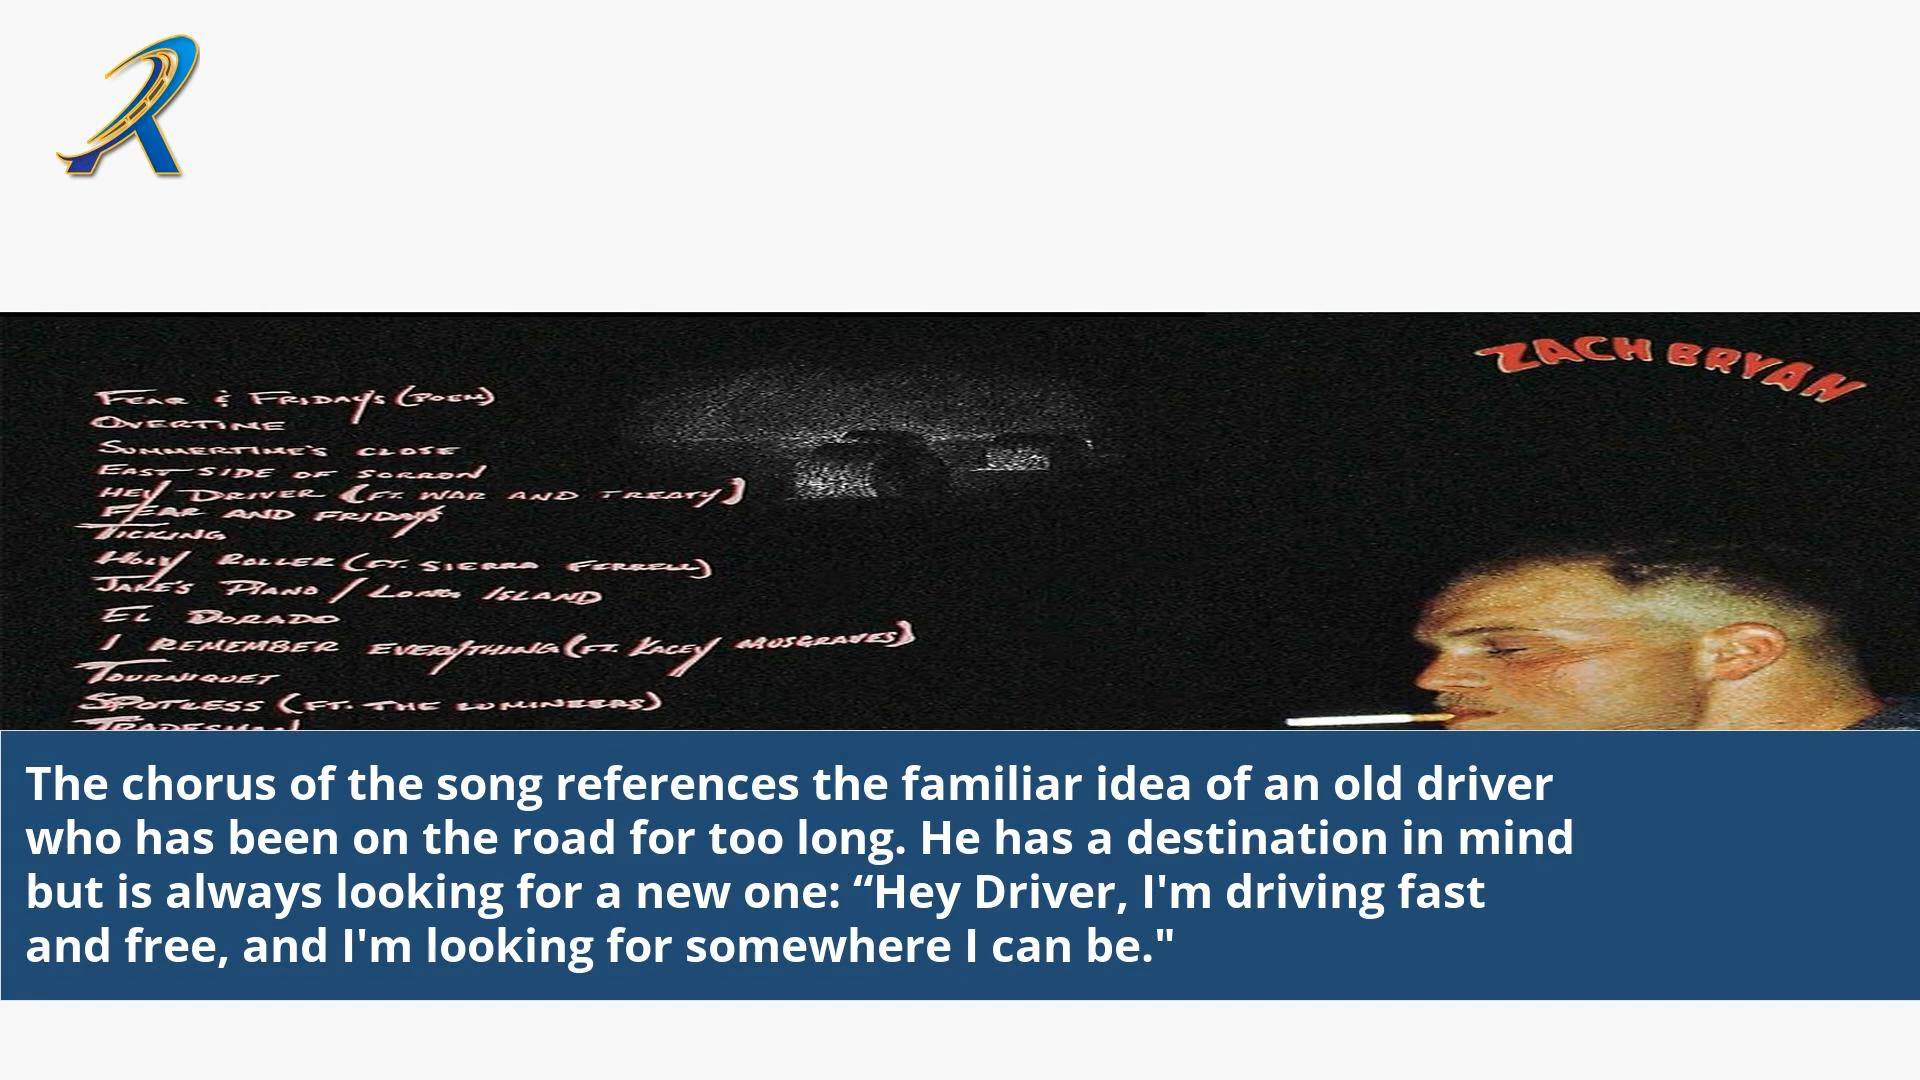 R
ZACH BRYAN
FEAR & FRIDAY'S (POEM)
OVERTIME
SUMMERTIME'S CLOSE
EAST SIDE OF SORROW
HEY DRIVER (FT. WAR AND TREATY)
FEAR AND FRIDAYS
TICKING
HOLY ROLLER (FT. SIERRA FERRELL)
JAKE'S PIANO / LONG ISLAND
EL DORADO
I REMEMBER EVERYTHING (FT. KACEY MUSGRAVES)
TOURNIQUET
SPOTLESS (FT. THE LUMINEERS)
TRADESMAN
The chorus of the song references the familiar idea of an old driver
who has been on the road for too long. He has a destination in mind
but is always looking for a new one: “Hey Driver, I'm driving fast
and free, and I'm looking for somewhere I can be."